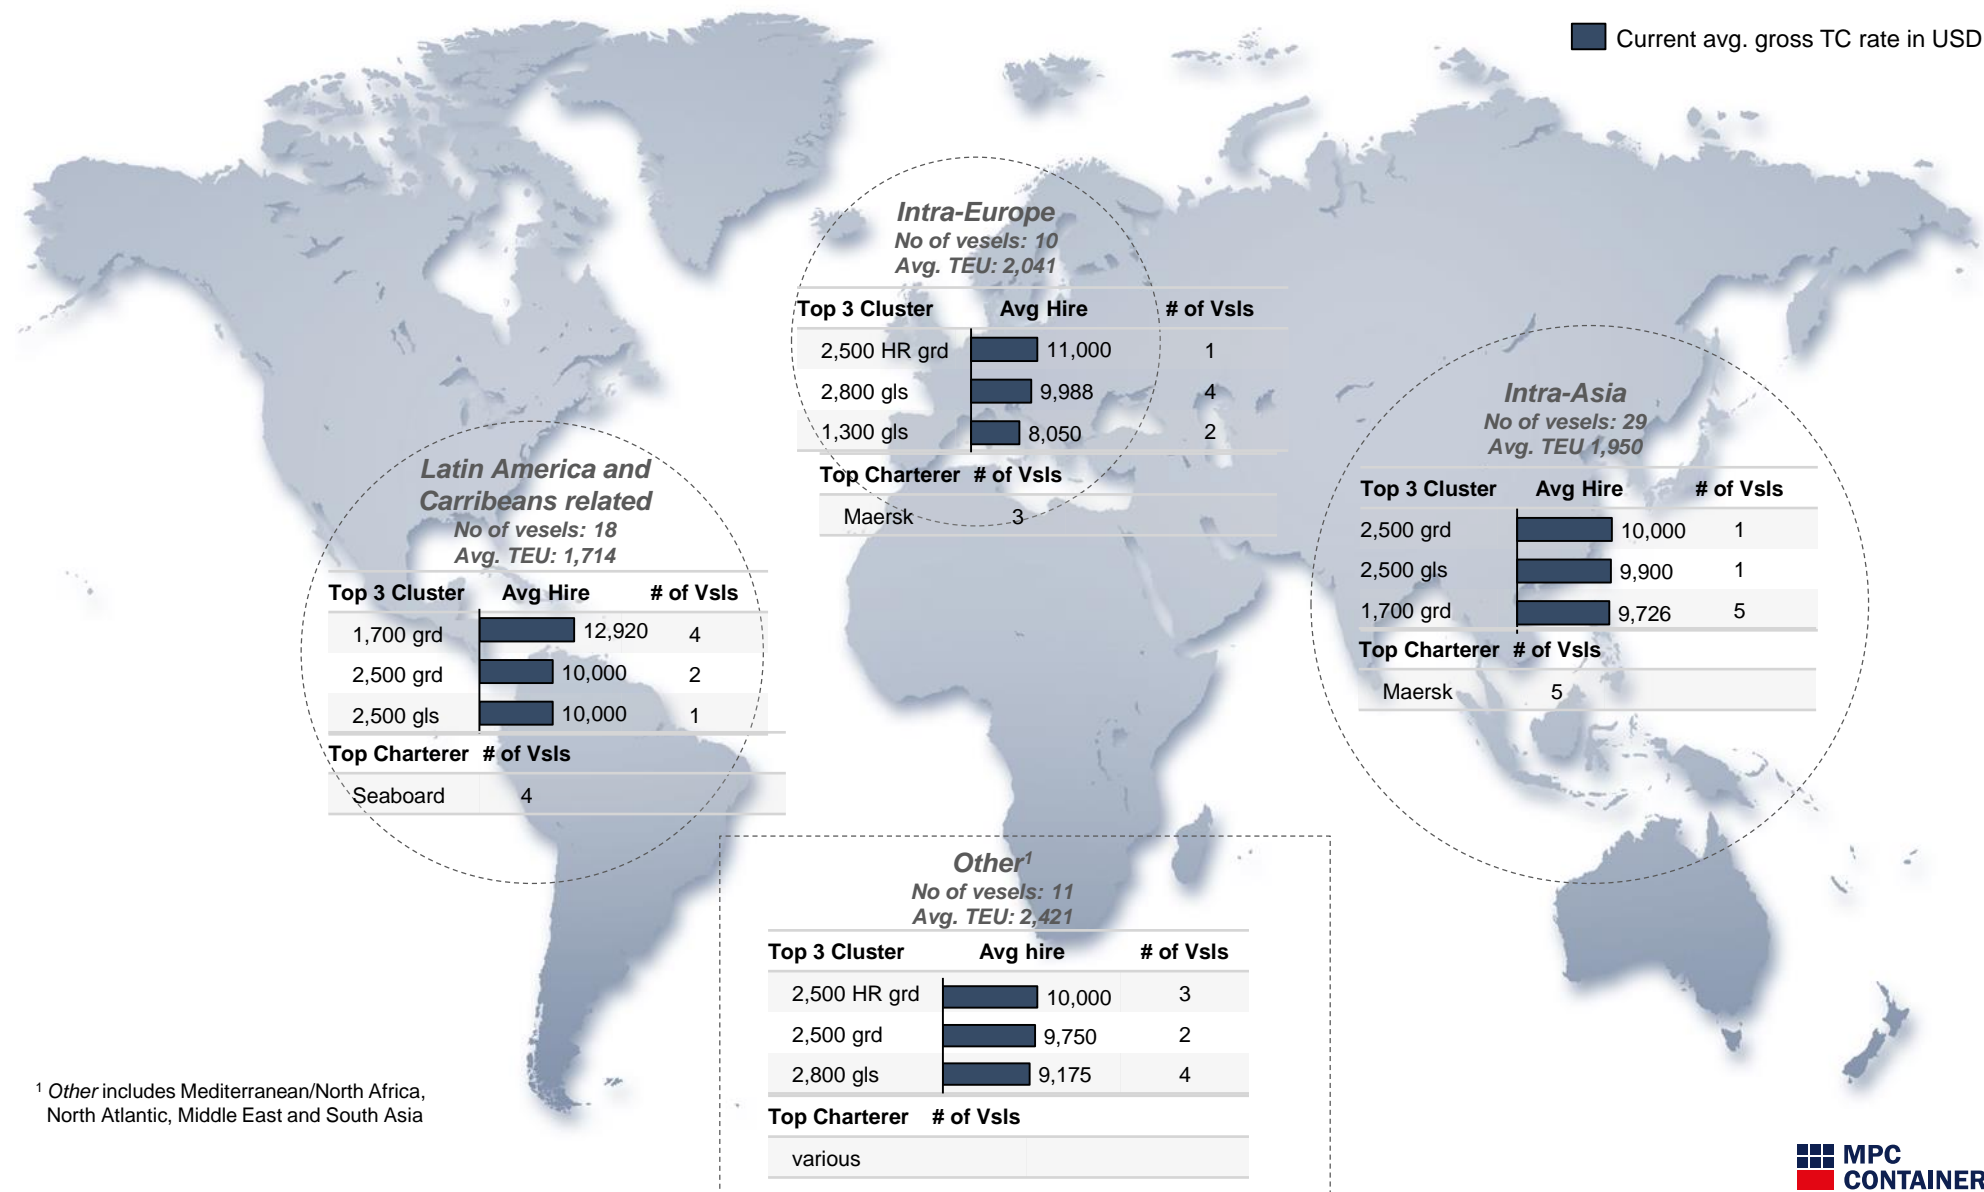 Current avg. gross TC rate in USD
Intra-Europe
No of vesels: 10
Avg. TEU: 2,041
Top 3 Cluster Avg Hire # of Vsls
2,500 HR grd 11,000 1
2,800 gls 9,988 4
1,300 gls 8,050 2
Top Charterer # of Vsls
Maersk 3
Intra-Asia
No of vesels: 29
Avg. TEU 1,950
Top 3 Cluster Avg Hire # of Vsls
2,500 grd 10,000 1
2,500 gls 9,900 1
1,700 grd 9,726 5
Top Charterer # of Vsls
Maersk 5
Latin America and
Carribeans related
No of vesels: 18
Avg. TEU: 1,714
Top 3 Cluster Avg Hire # of Vsls
1,700 grd 12,920 4
2,500 grd 10,000 2
2,500 gls 10,000 1
Top Charterer # of Vsls
Seaboard 4
Other¹
No of vesels: 11
Avg. TEU: 2,421
Top 3 Cluster Avg hire # of Vsls
2,500 HR grd 10,000 3
2,500 grd 9,750 2
2,800 gls 9,175 4
Top Charterer # of Vsls
various
¹ Other includes Mediterranean/North Africa,
North Atlantic, Middle East and South Asia
MPC
CONTAINER